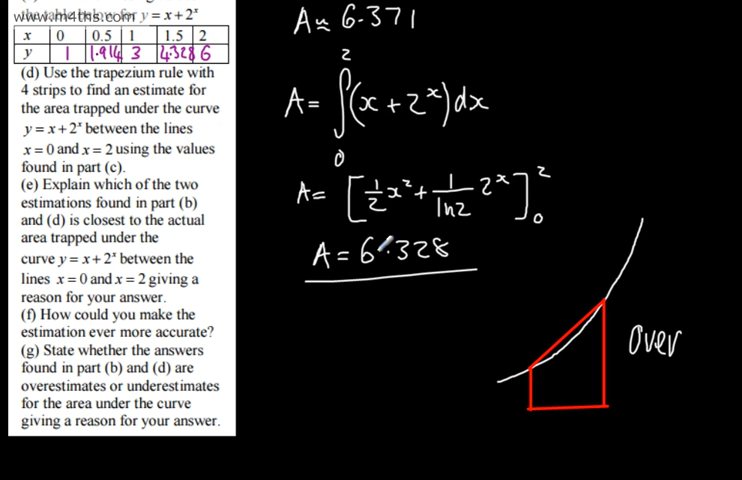 www.m4ths.com for y = x + 2ˣ
x 0 0.5 1 1.5 2
y 1 1.914 3 4.328 6
(d) Use the trapezium rule with
4 strips to find an estimate for
the area trapped under the curve
y = x + 2ˣ between the lines
x = 0 and x = 2 using the values
found in part (c).
(e) Explain which of the two
estimations found in part (b)
and (d) is closest to the actual
area trapped under the
curve y = x + 2ˣ between the
lines x = 0 and x = 2 giving a
reason for your answer.
(f) How could you make the
estimation ever more accurate?
(g) State whether the answers
found in part (b) and (d) are
overestimates or underestimates
for the area under the curve
giving a reason for your answer.
A ≈ 6.371
A = ∫₀² (x + 2ˣ) dx
A = [½x² + 1/ln2 2ˣ]₀²
A = 6.328
Over